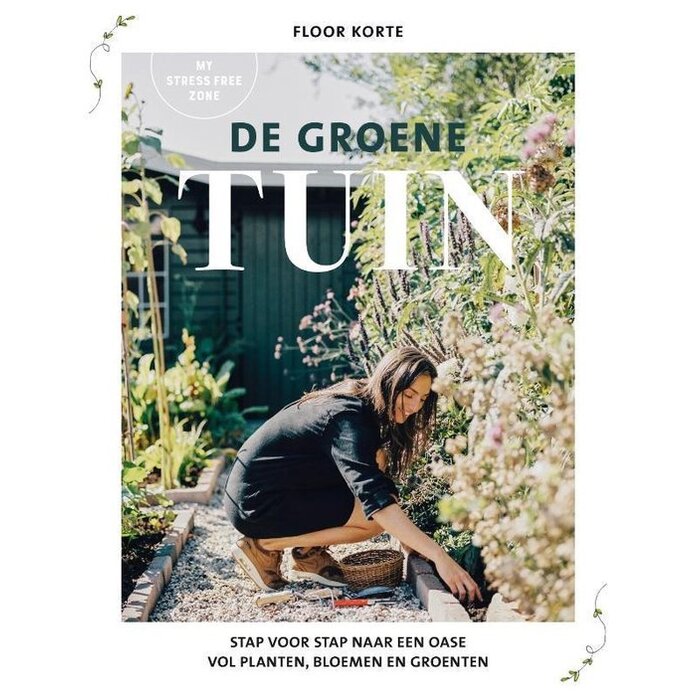 FLOOR KORTE
MY
STRESS FREE
ZONE
DE GROENE
TUIN
STAP VOOR STAP NAAR EEN OASE
VOL PLANTEN, BLOEMEN EN GROENTEN